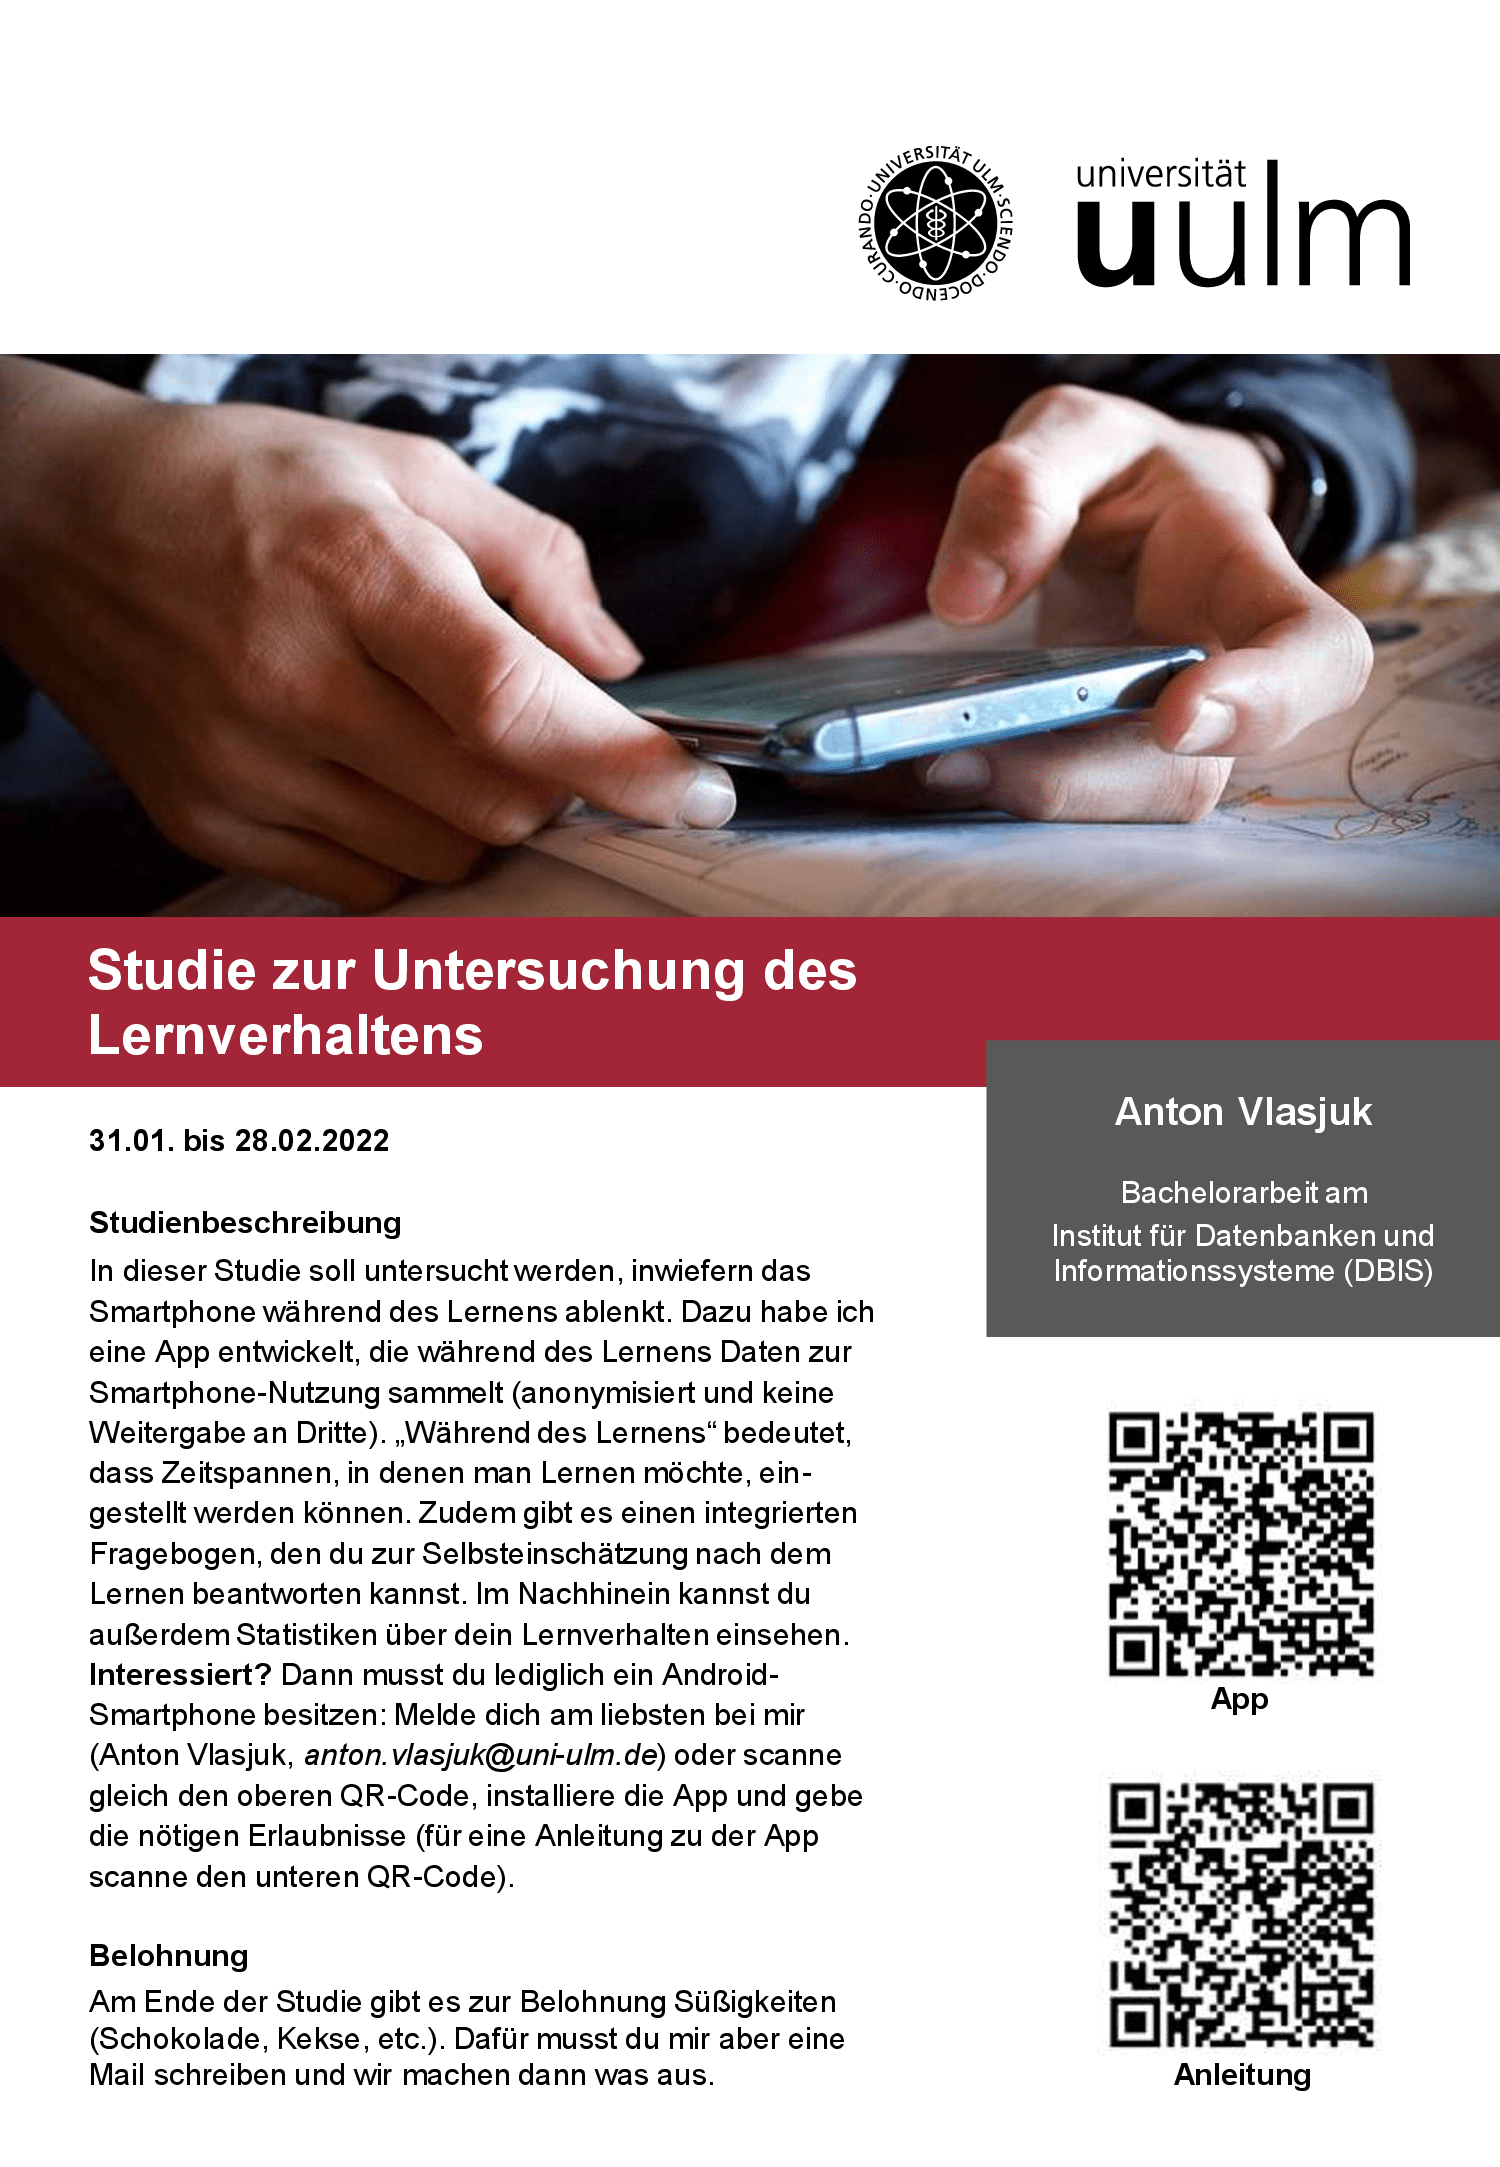 ·UNIVERSITÄT ULM·SCIENDO·DOCENDO·CURANDO
universität
uulm
Studie zur Untersuchung des
Lernverhaltens
31.01. bis 28.02.2022
Studienbeschreibung
In dieser Studie soll untersucht werden, inwiefern das
Smartphone während des Lernens ablenkt. Dazu habe ich
eine App entwickelt, die während des Lernens Daten zur
Smartphone-Nutzung sammelt (anonymisiert und keine
Weitergabe an Dritte). „Während des Lernens“ bedeutet,
dass Zeitspannen, in denen man Lernen möchte, ein-
gestellt werden können. Zudem gibt es einen integrierten
Fragebogen, den du zur Selbsteinschätzung nach dem
Lernen beantworten kannst. Im Nachhinein kannst du
außerdem Statistiken über dein Lernverhalten einsehen.
Interessiert? Dann musst du lediglich ein Android-
Smartphone besitzen: Melde dich am liebsten bei mir
(Anton Vlasjuk, anton.vlasjuk@uni-ulm.de) oder scanne
gleich den oberen QR-Code, installiere die App und gebe
die nötigen Erlaubnisse (für eine Anleitung zu der App
scanne den unteren QR-Code).
Belohnung
Am Ende der Studie gibt es zur Belohnung Süßigkeiten
(Schokolade, Kekse, etc.). Dafür musst du mir aber eine
Mail schreiben und wir machen dann was aus.
Anton Vlasjuk
Bachelorarbeit am
Institut für Datenbanken und
Informationssysteme (DBIS)
App
Anleitung